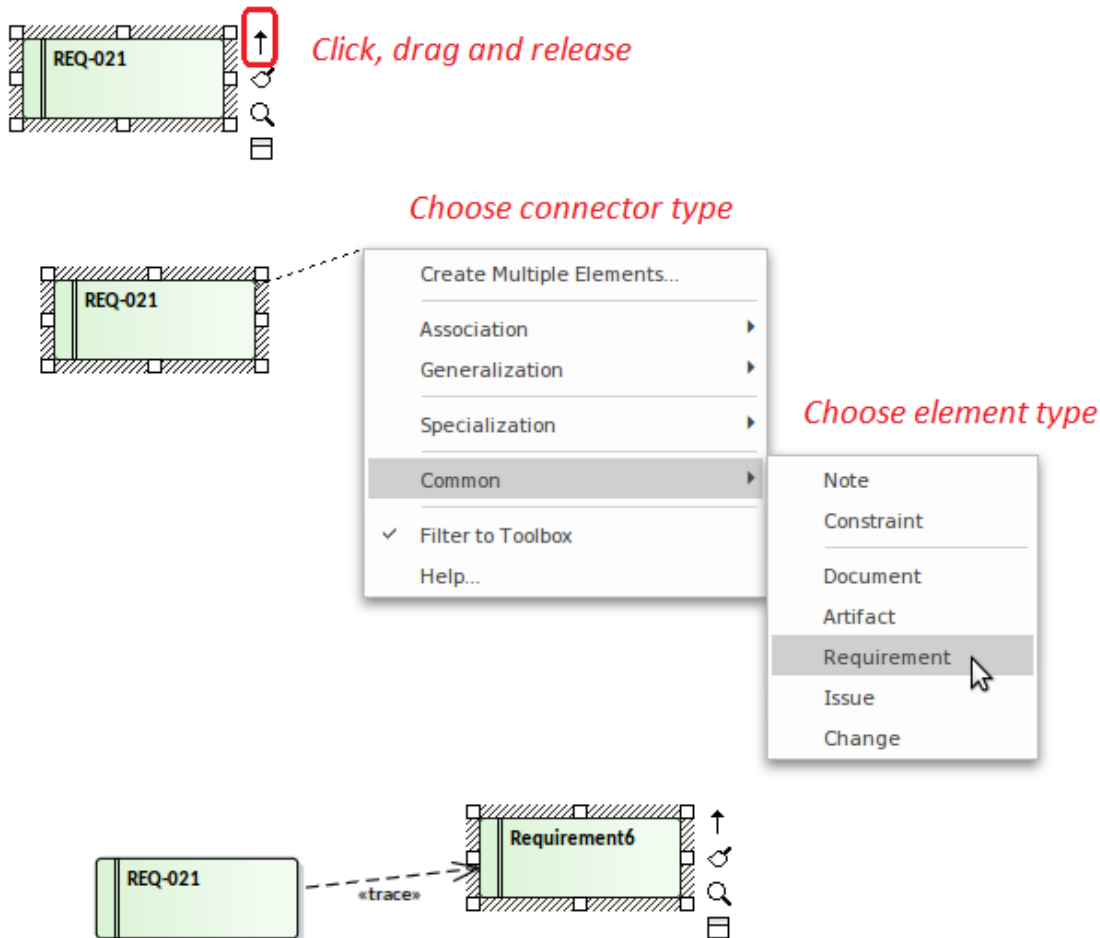 REQ-021
Click, drag and release
Choose connector type
REQ-021
Create Multiple Elements...
Association
Generalization
Specialization
Common
Filter to Toolbox
Help...
Choose element type
Note
Constraint
Document
Artifact
Requirement
Issue
Change
REQ-021
«trace»
Requirement6